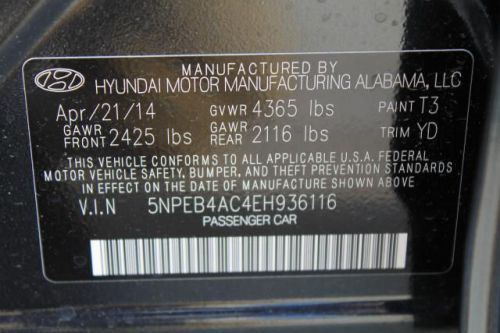 MANUFACTURED BY
HYUNDAI MOTOR MANUFACTURING ALABAMA, LLC
Apr/21/14 GVWR 4365 lbs PAINT T3
GAWR FRONT 2425 lbs GAWR REAR 2116 lbs TRIM YD
THIS VEHICLE CONFORMS TO ALL APPLICABLE U.S.A. FEDERAL
MOTOR VEHICLE SAFETY, BUMPER, AND THEFT PREVENTION STANDARDS
IN EFFECT ON THE DATE OF MANUFACTURE SHOWN ABOVE
V.I.N 5NPEB4AC4EH936116
PASSENGER CAR